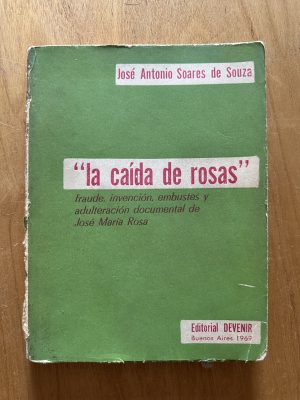 José Antonio Soares de Souza
"la caída de rosas"
fraude, invención, embustes y
adulteración documental de
José María Rosa
Editorial DEVENIR
Buenos Aires 1969